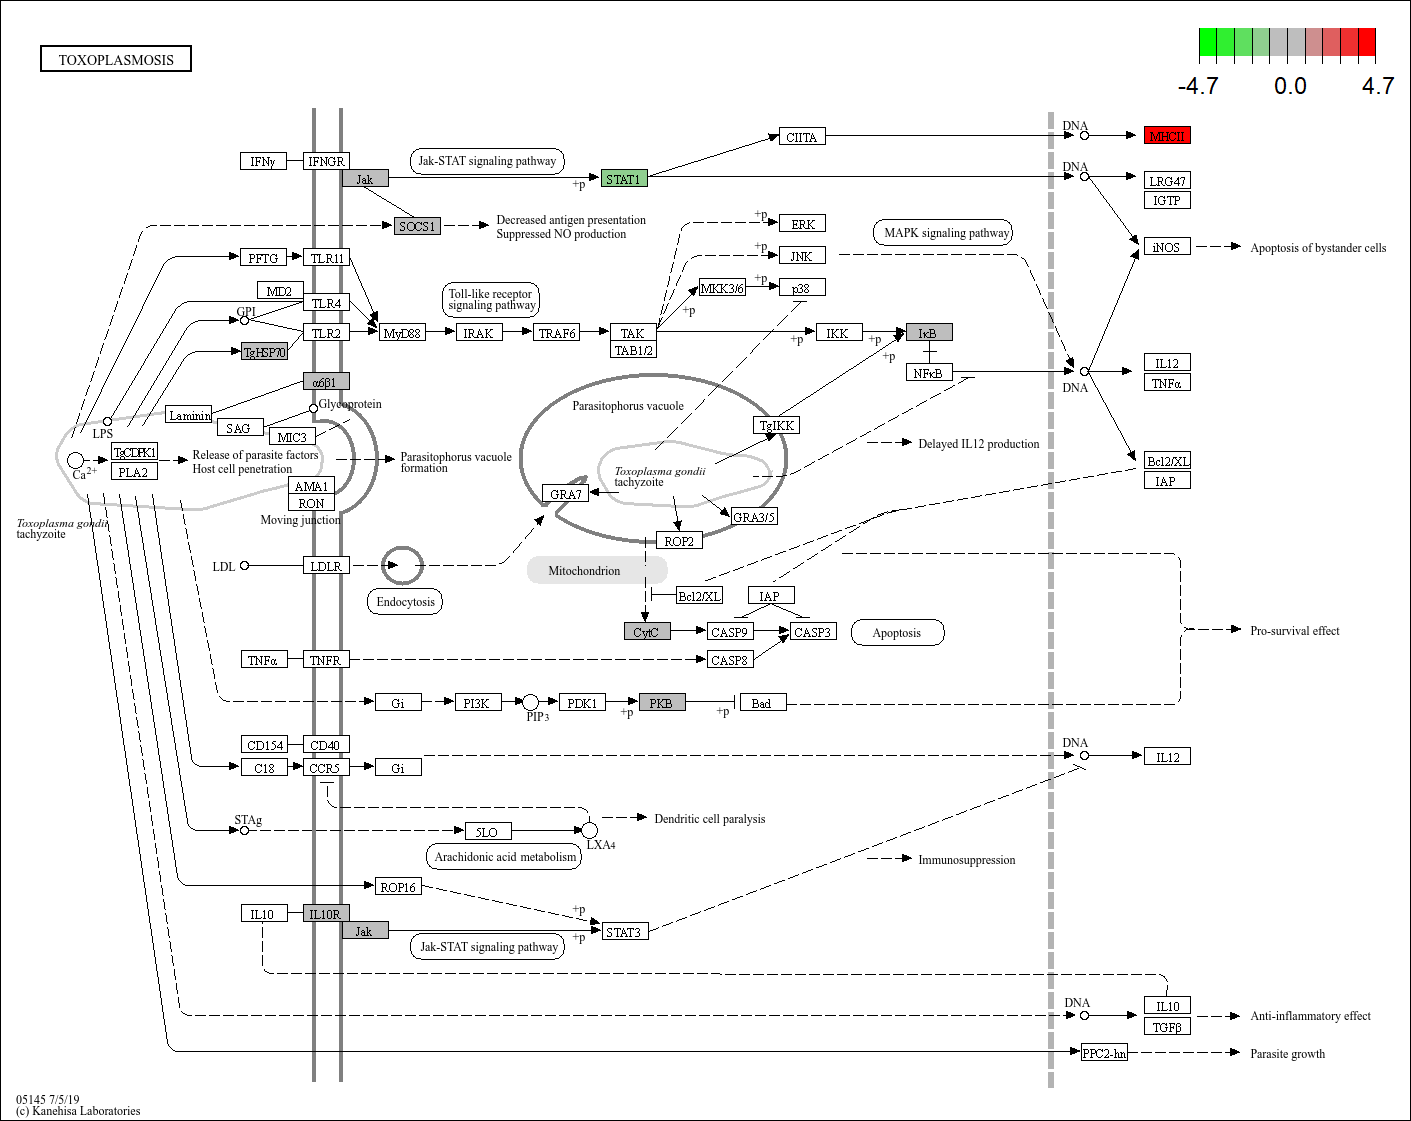 TOXOPLASMOSIS
-4.7
0.0
4.7
DNA
CIITA
MHCII
IFNγ
IFNGR
Jak-STAT signaling pathway
Jak
+p
STAT1
DNA
LRG47
IGTP
SOCS1
Decreased antigen presentation
Suppressed NO production
+p
ERK
MAPK signaling pathway
iNOS
Apoptosis of bystander cells
PFTG
TLR11
+p
JNK
MD2
TLR4
Toll-like receptor
signaling pathway
MKK3/6
+p
p38
+p
GPI
TLR2
MyD88
IRAK
TRAF6
TAK
TAB1/2
+p
IKK
+p
IκB
+p
TgHSP70
NFκB
DNA
IL12
TNFα
α6β1
Glycoprotein
Parasitophorus vacuole
Laminin
SAG
MIC3
TgIKK
LPS
Ca2+
TgCDPK1
PLA2
Release of parasite factors
Host cell penetration
Parasitophorus vacuole
formation
Delayed IL12 production
Toxoplasma gondii
tachyzoite
Bcl2/XL
IAP
AMA1
RON
Moving junction
GRA7
GRA3/5
ROP2
Toxoplasma gondii
tachyzoite
LDL
LDLR
Endocytosis
Mitochondrion
Bcl2/XL
IAP
CytC
CASP9
CASP3
Apoptosis
Pro-survival effect
TNFα
TNFR
CASP8
Gi
PI3K
PIP3
PDK1
+p
PKB
+p
Bad
CD154
CD40
DNA
IL12
C18
CCR5
Gi
STAg
5LO
LXA4
Dendritic cell paralysis
Arachidonic acid metabolism
Immunosuppression
ROP16
+p
IL10
IL10R
Jak
+p
STAT3
Jak-STAT signaling pathway
DNA
IL10
TGFβ
Anti-inflammatory effect
PPC2-hn
Parasite growth
05145 7/5/19
(c) Kanehisa Laboratories